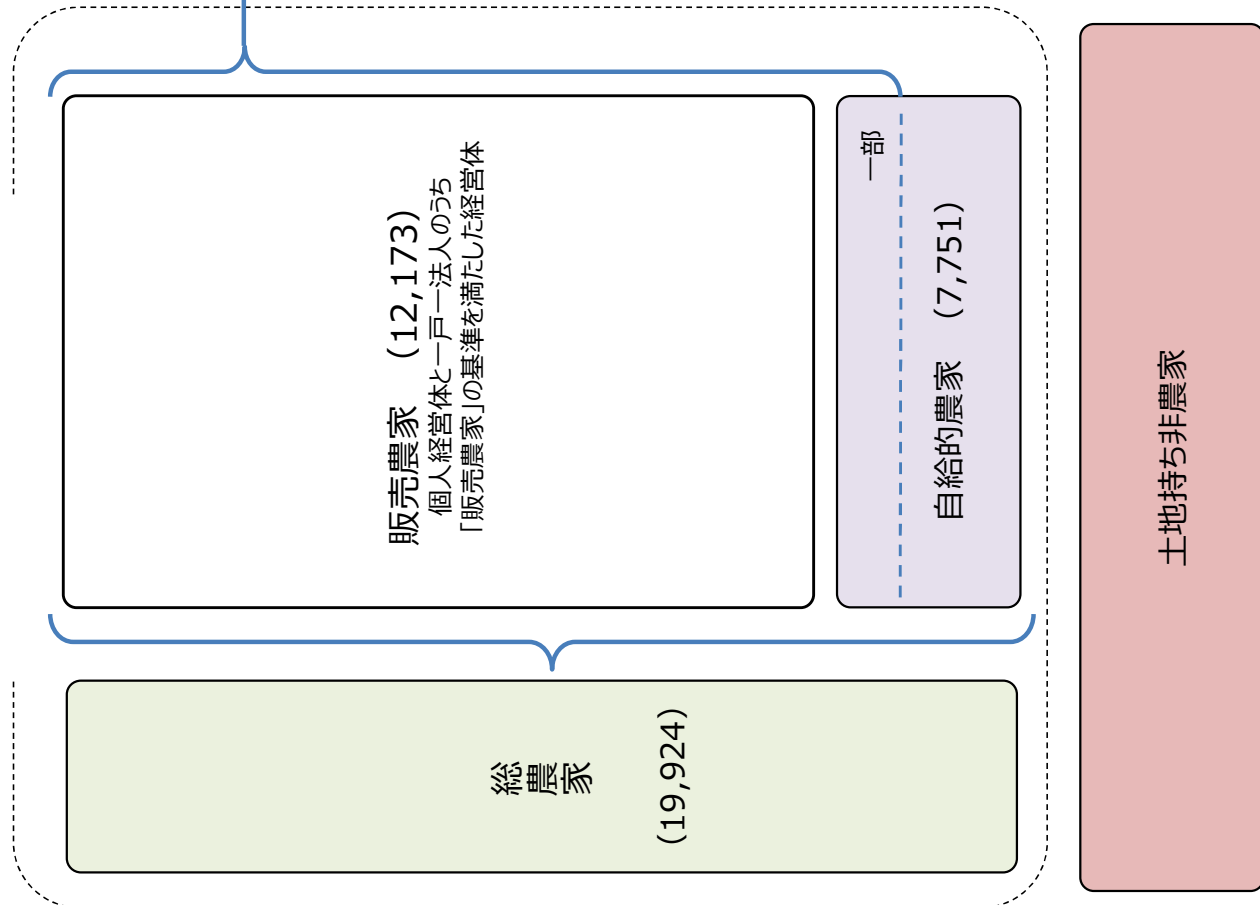 総
農
家
(19,924)
販売農家 (12,173)
個人経営体と一戸一法人のうち
「販売農家」の基準を満たした経営体
一部
自給的農家 (7,751)
土地持ち非農家